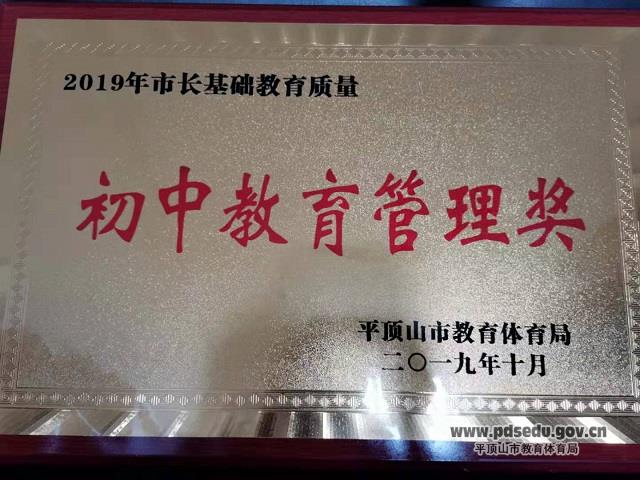 2019年市长基础教育质量
初中教育管理奖
平顶山市教育体育局
二〇一九年十月
www.pdsedu.gov.cn
平顶山市教育体育局